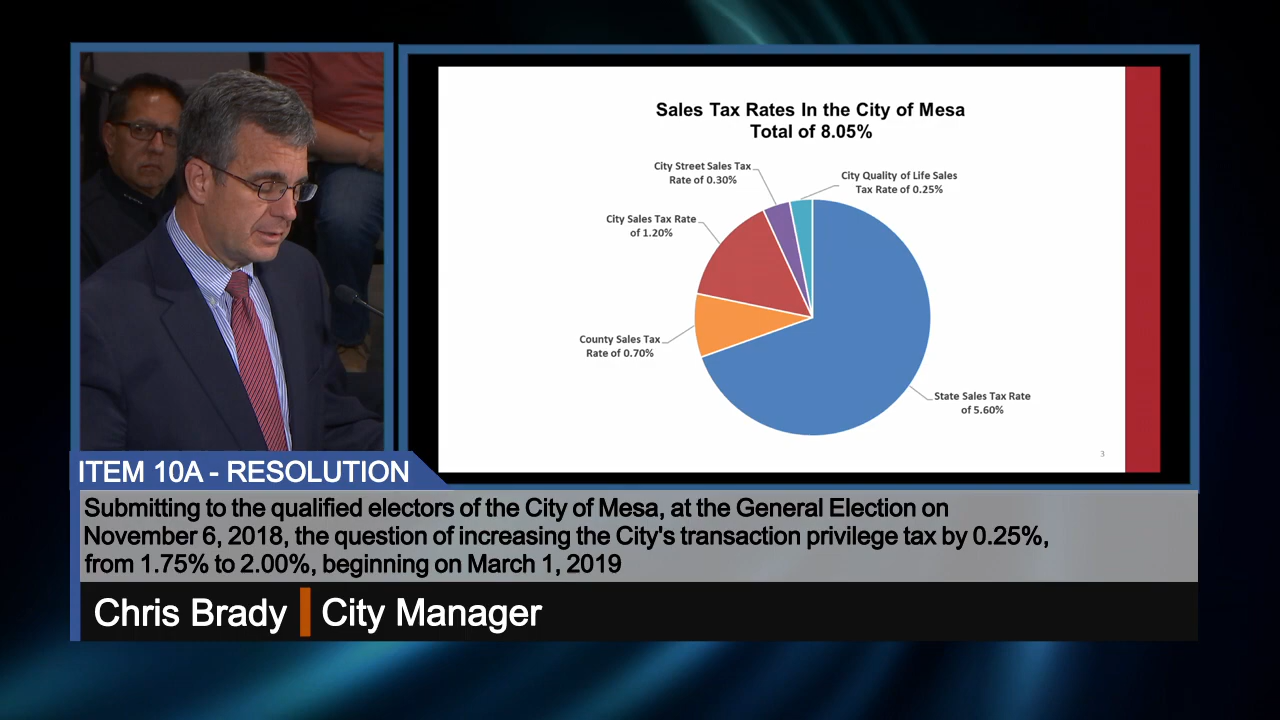 Sales Tax Rates In the City of Mesa
Total of 8.05%
City Street Sales Tax
Rate of 0.30%
City Quality of Life Sales
Tax Rate of 0.25%
City Sales Tax Rate
of 1.20%
County Sales Tax
Rate of 0.70%
State Sales Tax Rate
of 5.60%
3
ITEM 10A - RESOLUTION
Submitting to the qualified electors of the City of Mesa, at the General Election on
November 6, 2018, the question of increasing the City's transaction privilege tax by 0.25%,
from 1.75% to 2.00%, beginning on March 1, 2019
Chris Brady City Manager